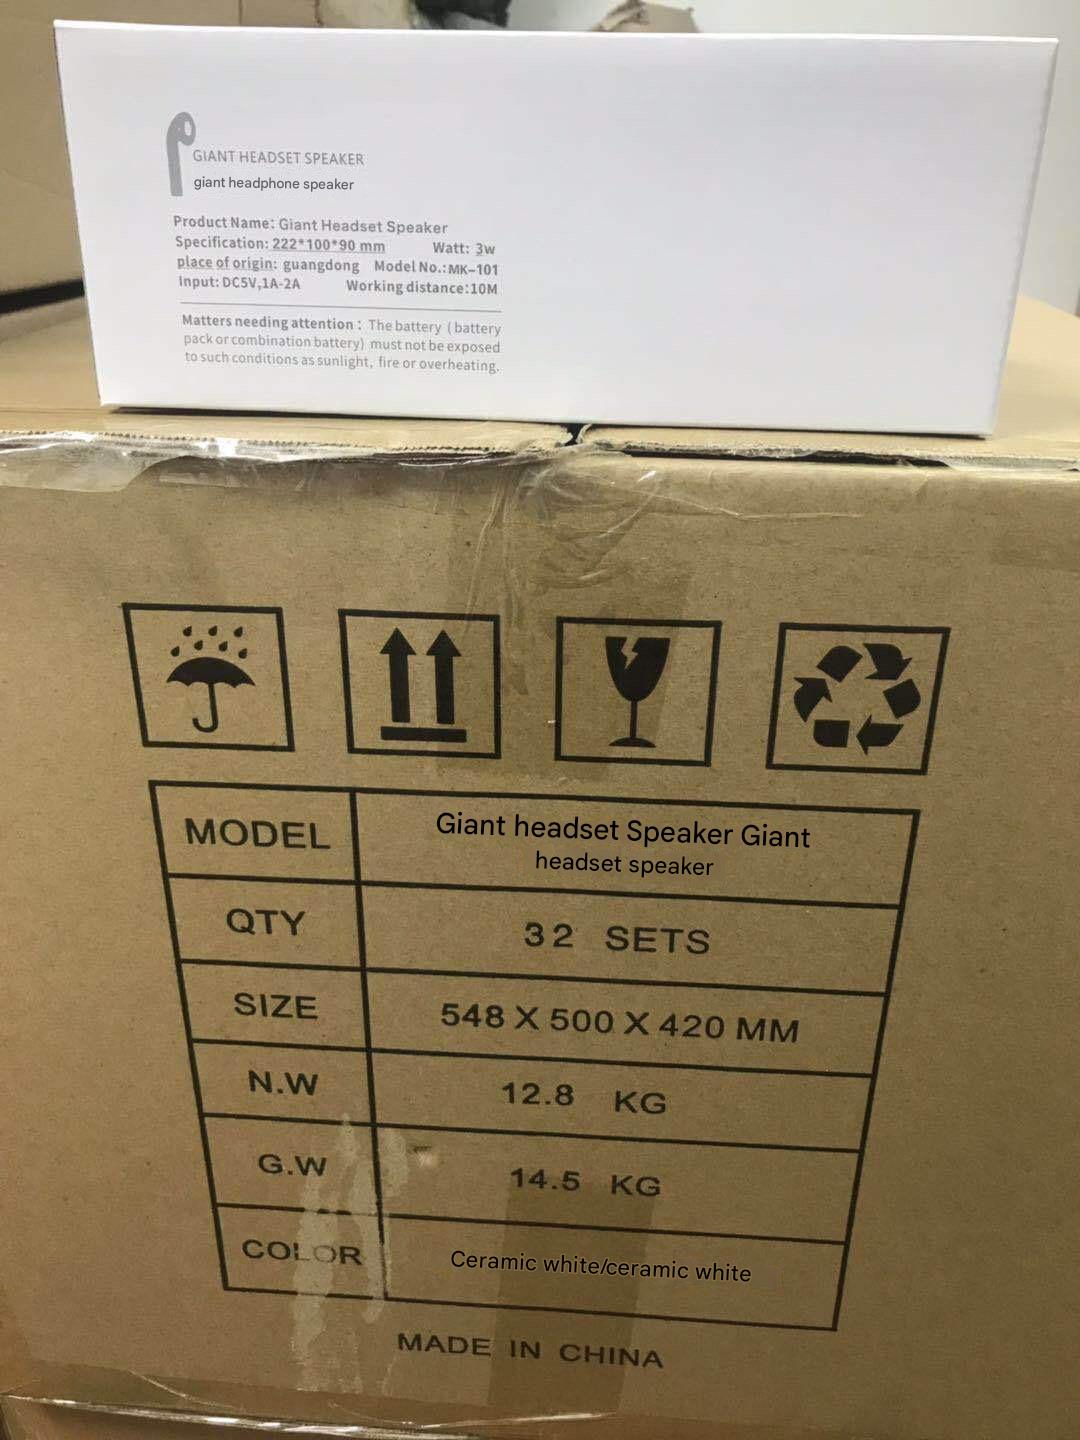 GIANT HEADSET SPEAKER
giant headphone speaker
Product Name: Giant Headset Speaker
Specification: 222*100*90 mm Watt: 3w
place of origin: guangdong Model No.:MK-101
Input: DC5V,1A-2A Working distance:10M
Matters needing attention : The battery ( battery
pack or combination battery) must not be exposed
to such conditions as sunlight, fire or overheating.
MODEL Giant headset Speaker Giant
headset speaker
QTY 32 SETS
SIZE 548 X 500 X 420 MM
N.W 12.8 KG
G.W 14.5 KG
COLOR Ceramic white/ceramic white
MADE IN CHINA